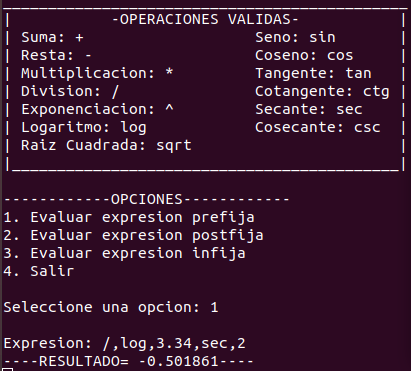 -OPERACIONES VALIDAS-
Suma: + Seno: sin
Resta: - Coseno: cos
Multiplicacion: * Tangente: tan
Division: / Cotangente: ctg
Exponenciacion: ^ Secante: sec
Logaritmo: log Cosecante: csc
Raiz Cuadrada: sqrt
------------OPCIONES------------
1. Evaluar expresion prefija
2. Evaluar expresion postfija
3. Evaluar expresion infija
4. Salir
Seleccione una opcion: 1
Expresion: /,log,3.34,sec,2
----RESULTADO= -0.501861----